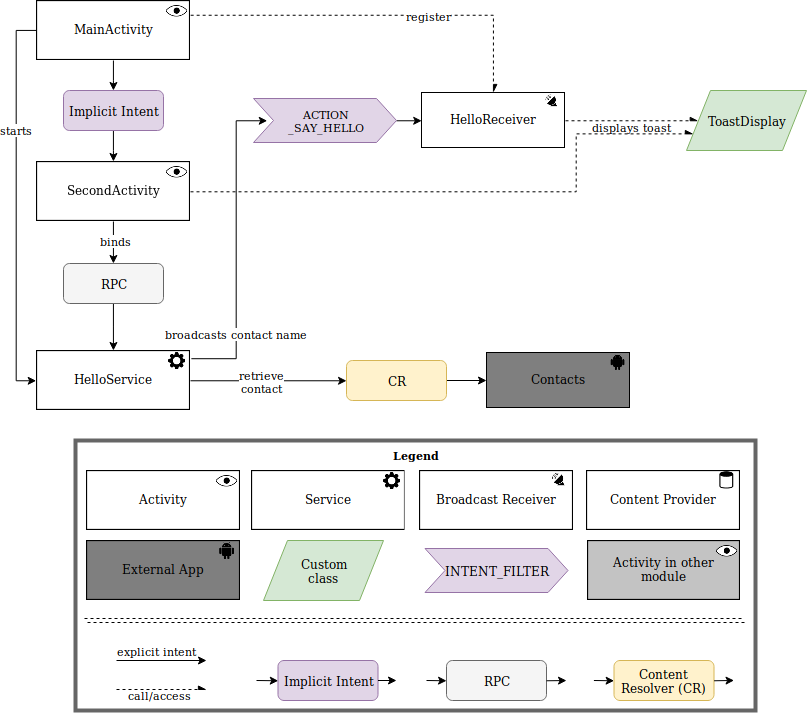 MainActivity
register
Implicit Intent
ACTION
_SAY_HELLO
HelloReceiver
ToastDisplay
displays toast
starts
SecondActivity
binds
RPC
broadcasts contact name
HelloService
retrieve
contact
CR
Contacts
Legend
Activity
Service
Broadcast Receiver
Content Provider
External App
Custom
class
INTENT_FILTER
Activity in other
module
explicit intent
call/access
Implicit Intent
RPC
Content
Resolver (CR)